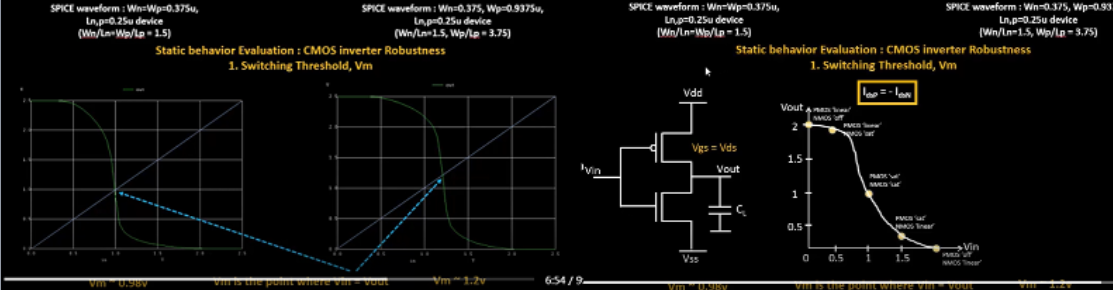 SPICE waveform : Wn=Wp=0.375u,
Ln,p=0.25u device
(Wn/Ln=Wp/Lp = 1.5)
SPICE waveform : Wn=0.375, Wp=0.9375u,
Ln,p=0.25u device
(Wn/Ln=1.5, Wp/Lp = 3.75)
Static behavior Evaluation : CMOS inverter Robustness
1. Switching Threshold, Vm
Vm ~ 0.98v
Vm is the point where Vin = Vout
Vm ~ 1.2v
6:54 / 9
SPICE waveform : Wn=Wp=0.375u,
Ln,p=0.25u device
(Wn/Ln=Wp/Lp = 1.5)
SPICE waveform : Wn=0.375, Wp=0.93
Ln,p=0.25u device
(Wn/Ln=1.5, Wp/Lp = 3.75)
Static behavior Evaluation : CMOS inverter Robustness
1. Switching Threshold, Vm
Vdd
Vgs = Vds
Vin
Vout
CL
Vss
IdsP = - IdsN
Vout
PMOS 'linear'
NMOS 'off'
PMOS 'linear'
NMOS 'sat'
PMOS 'sat'
NMOS 'sat'
PMOS 'sat'
NMOS 'linear'
PMOS 'off'
NMOS 'linear'
2
1.5
1
0.5
0 0.5 1 1.5 2
Vin
Vm ~ 0.98v
Vm is the point where Vin = Vout
Vm ~ 1.2v